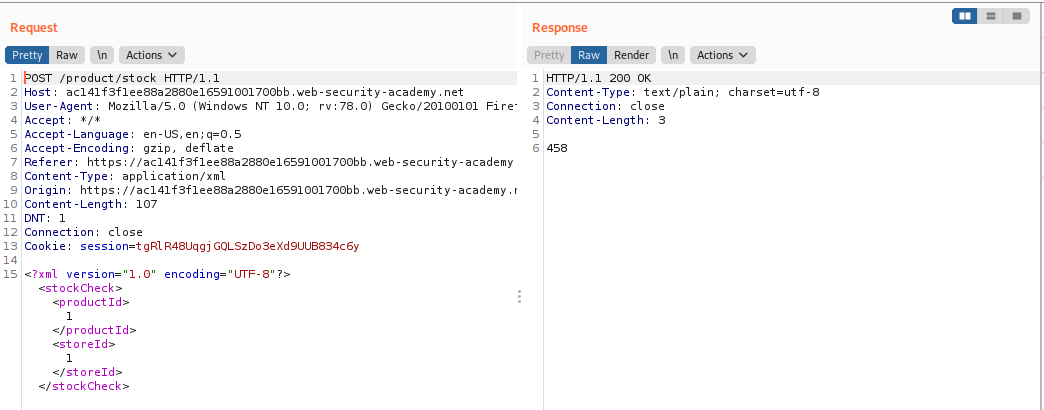 Request
Pretty Raw \n Actions
1 POST /product/stock HTTP/1.1
2 Host: ac141f3f1ee88a2880e16591001700bb.web-security-academy.net
3 User-Agent: Mozilla/5.0 (Windows NT 10.0; rv:78.0) Gecko/20100101 Firef
4 Accept: */*
5 Accept-Language: en-US,en;q=0.5
6 Accept-Encoding: gzip, deflate
7 Referer: https://ac141f3f1ee88a2880e16591001700bb.web-security-academy
8 Content-Type: application/xml
9 Origin: https://ac141f3f1ee88a2880e16591001700bb.web-security-academy.n
10 Content-Length: 107
11 DNT: 1
12 Connection: close
13 Cookie: session=tgRlR48UqgjGQLSzDo3eXd9UUB834c6y
14
15 <?xml version="1.0" encoding="UTF-8"?>
<stockCheck>
<productId>
1
</productId>
<storeId>
1
</storeId>
</stockCheck>
Response
Pretty Raw Render \n Actions
1 HTTP/1.1 200 OK
2 Content-Type: text/plain; charset=utf-8
3 Connection: close
4 Content-Length: 3
5
6 458